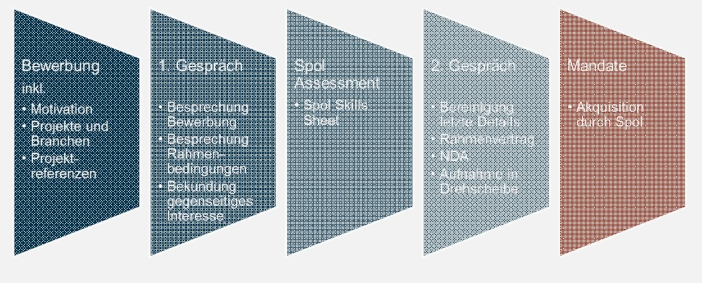 Bewerbung
inkl.
• Motivation
• Projekte und
Branchen
• Projekt-
referenzen
1. Gespräch
• Besprechung
Bewerbung
• Besprechung
Rahmen-
bedingungen
• Bekundung
gegenseitiges
Interesse
Spol
Assessment
• Spol Skills
Sheet
2. Gespräch
• Bereinigung
letzte Details
• Rahmenvertrag
• NDA
• Aufnahme in
Drehscheibe
Mandate
• Akquisition
durch Spol